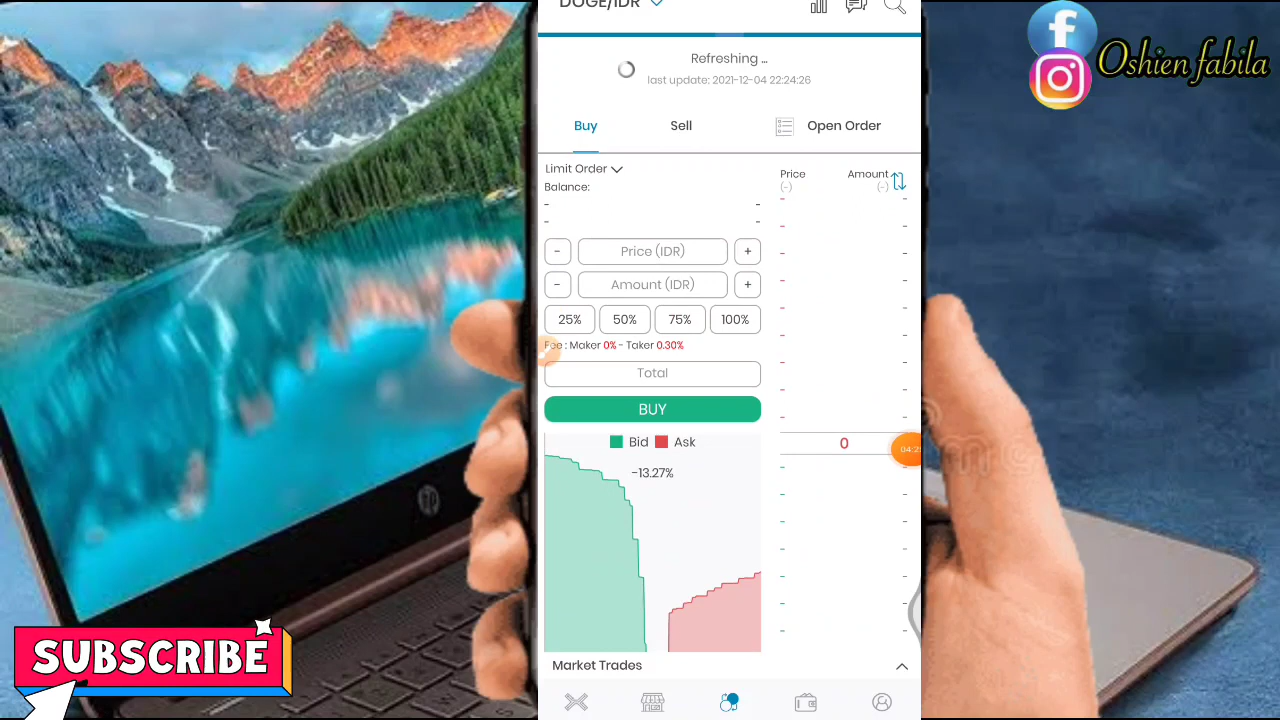 DOGE/IDR
Oshien fabila
Refreshing ...
last update: 2021-12-04 22:24:26
Buy Sell Open Order
Limit Order
Balance:
Price Amount
(-) (-)
- -
- -
- Price (IDR) +
- Amount (IDR) +
25% 50% 75% 100%
Fee : Maker 0% - Taker 0.30%
Total
BUY
0
Bid Ask
-13.27%
hp
SUBSCRIBE
Market Trades